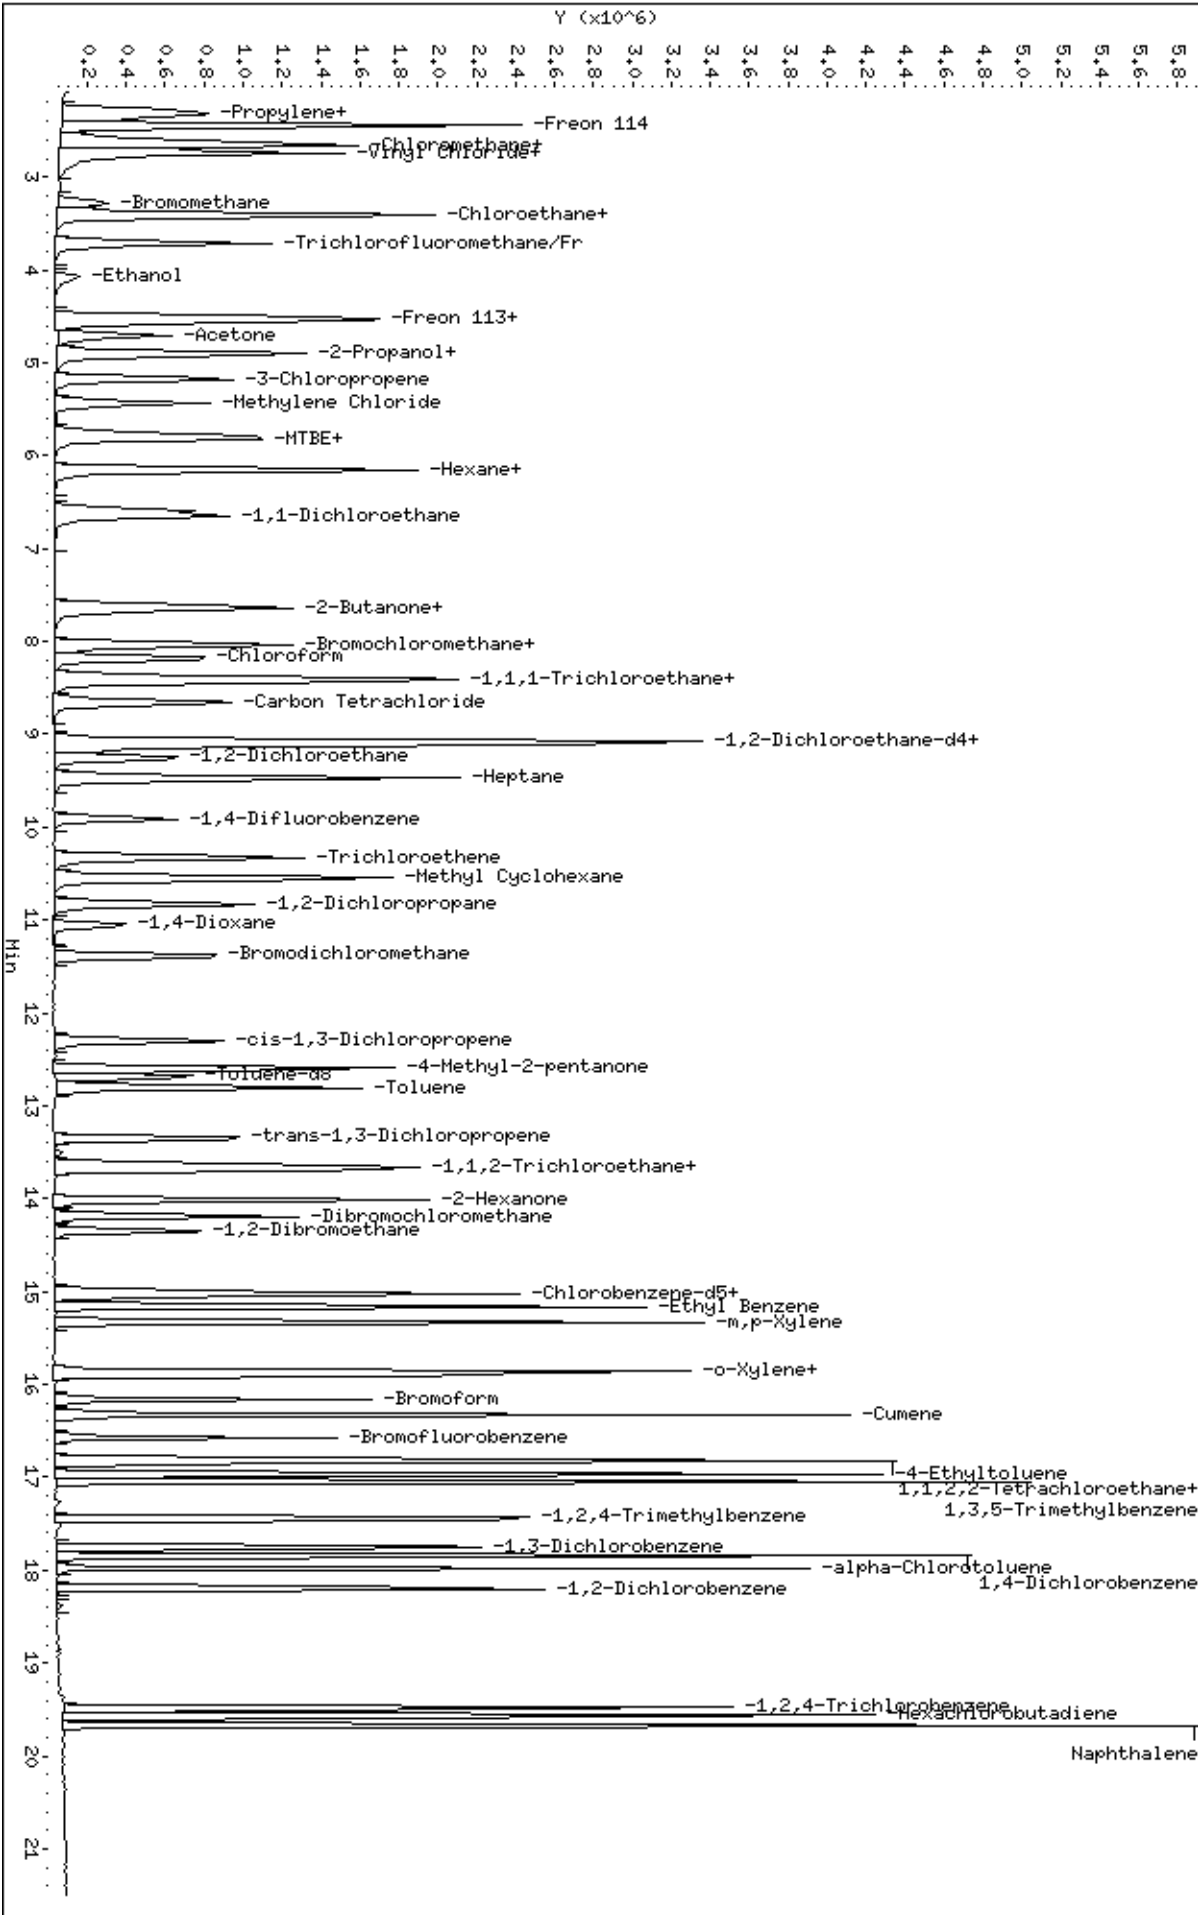 Y (x10^6)
0.2
0.4
0.6
0.8
1.0
1.2
1.4
1.6
1.8
2.0
2.2
2.4
2.6
2.8
3.0
3.2
3.4
3.6
3.8
4.0
4.2
4.4
4.6
4.8
5.0
5.2
5.4
5.6
5.8
-Propylene+
-Freon 114
-Chloromethane+
-Vinyl Chloride+
3
-Bromomethane
-Chloroethane+
-Trichlorofluoromethane/Fr
4
-Ethanol
-Freon 113+
-Acetone
-2-Propanol+
5
-3-Chloropropene
-Methylene Chloride
-MTBE+
6
-Hexane+
-1,1-Dichloroethane
7
-2-Butanone+
8
-Bromochloromethane+
-Chloroform
-1,1,1-Trichloroethane+
-Carbon Tetrachloride
9
-1,2-Dichloroethane-d4+
-1,2-Dichloroethane
-Heptane
-1,4-Difluorobenzene
10
-Trichloroethene
-Methyl Cyclohexane
-1,2-Dichloropropane
11
-1,4-Dioxane
Min
-Bromodichloromethane
12
-cis-1,3-Dichloropropene
-4-Methyl-2-pentanone
-Toluene-d8
-Toluene
13
-trans-1,3-Dichloropropene
-1,1,2-Trichloroethane+
14
-2-Hexanone
-Dibromochloromethane
-1,2-Dibromoethane
15
-Chlorobenzene-d5+
-Ethyl Benzene
-m,p-Xylene
-o-Xylene+
16
-Bromoform
-Cumene
-Bromofluorobenzene
-4-Ethyltoluene
17
1,1,2,2-Tetrachloroethane+
1,3,5-Trimethylbenzene
-1,2,4-Trimethylbenzene
-1,3-Dichlorobenzene
-alpha-Chlorotoluene
18
1,4-Dichlorobenzene
-1,2-Dichlorobenzene
19
-1,2,4-Trichlorobenzene
-Hexachlorobutadiene
20
Naphthalene
21